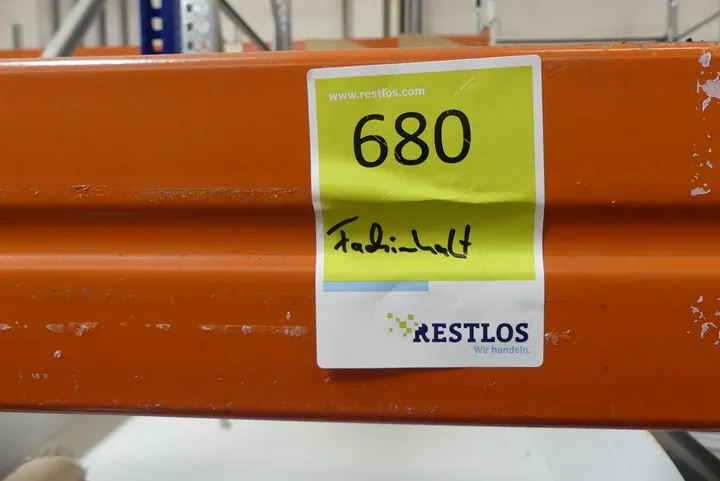 www.restlos.com
680
Fachinhalt
RESTLOS
Wir handeln.